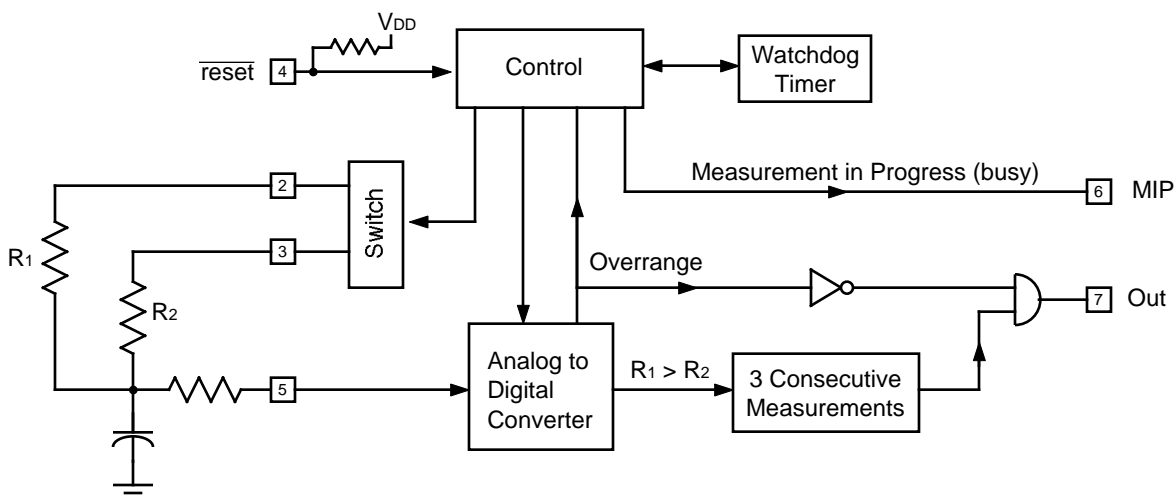 VDD
reset
4
Control
Watchdog
Timer
2
Measurement in Progress (busy)
6
MIP
Switch
3
R1
Overrange
7
Out
R2
Analog to
Digital
Converter
R1 > R2
3 Consecutive
Measurements
5